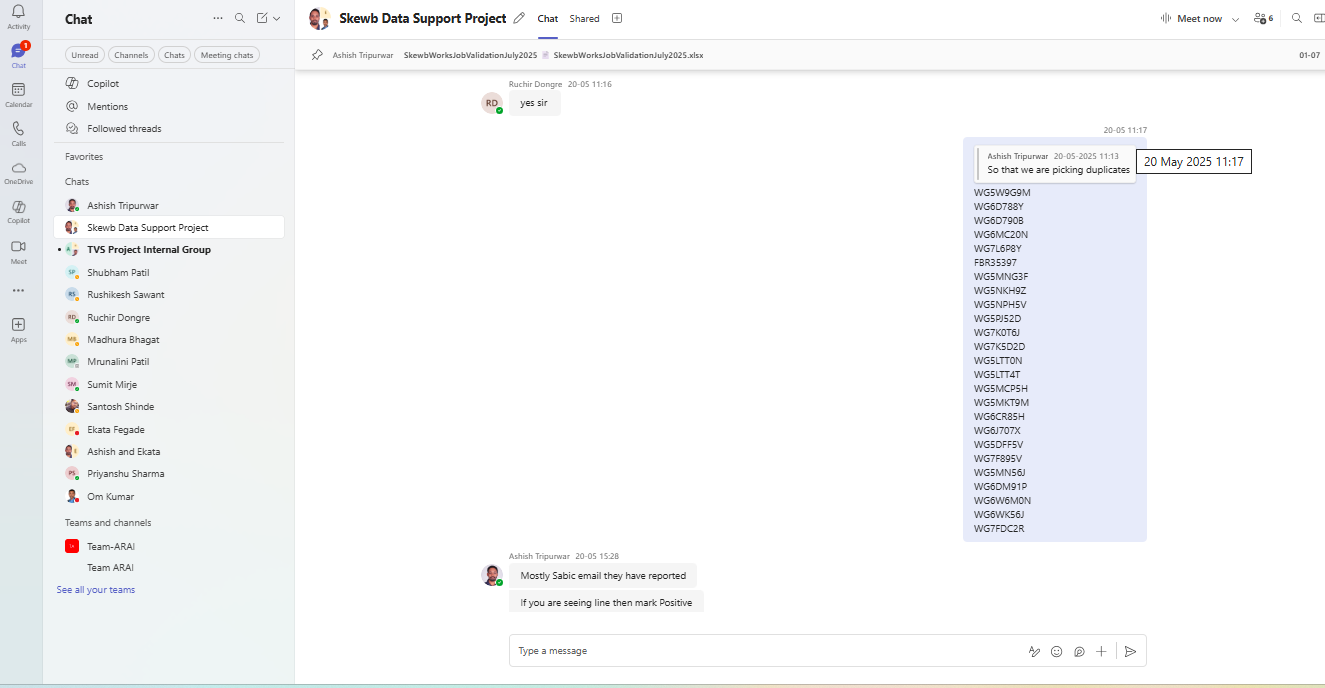 Activity
1
Chat
Calendar
Calls
OneDrive
Copilot
Meet
Apps
Chat
Unread
Channels
Chats
Meeting chats
Copilot
Mentions
Followed threads
Favorites
Chats
Ashish Tripurwar
Skewb Data Support Project
TVS Project Internal Group
SP
Shubham Patil
RS
Rushikesh Sawant
RD
Ruchir Dongre
MB
Madhura Bhagat
MP
Mrunalini Patil
SM
Sumit Mirje
Santosh Shinde
EF
Ekata Fegade
Ashish and Ekata
PS
Priyanshu Sharma
Om Kumar
Teams and channels
Team-ARAI
Team ARAI
See all your teams
Skewb Data Support Project
Chat
Shared
Meet now
6
Ashish Tripurwar
SkewbWorksJobValidationJuly2025
SkewbWorksJobValidationJuly2025.xlsx
01-07
Ruchir Dongre 20-05 11:16
RD
yes sir
20-05 11:17
Ashish Tripurwar 20-05-2025 11:13
So that we are picking duplicates
20 May 2025 11:17
WG5W9G9M
WG6D788Y
WG6D790B
WG6MC20N
WG7L6P8Y
FBR35397
WG5MNG3F
WG5NKH9Z
WG5NPH5V
WG5PJ52D
WG7K0T6J
WG7K5D2D
WG5LTT0N
WG5LTT4T
WG5MCP5H
WG5MKT9M
WG6CR85H
WG6J707X
WG5DFF5V
WG7F895V
WG5MN56J
WG6DM91P
WG6W6M0N
WG6WK56J
WG7FDC2R
Ashish Tripurwar 20-05 15:28
Mostly Sabic email they have reported
If you are seeing line then mark Positive
Type a message